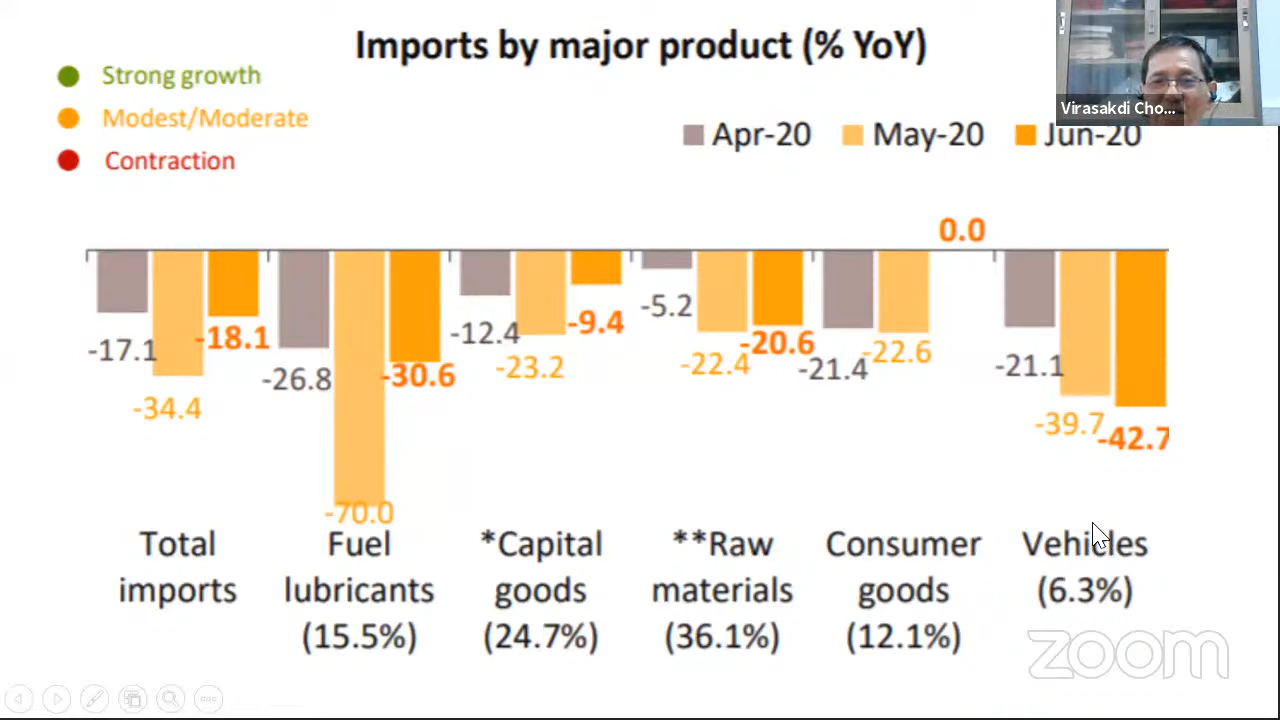 Imports by major product (% YoY)
Virasakdi Cho...
Strong growth
Modest/Moderate
Contraction
Apr-20 May-20 Jun-20
0.0
-17.1 -34.4 -18.1
-26.8 -70.0 -30.6
-12.4 -23.2 -9.4
-5.2 -22.4 -20.6
-21.4 -22.6
-21.1 -39.7 -42.7
Total
imports
Fuel
lubricants
(15.5%)
*Capital
goods
(24.7%)
**Raw
materials
(36.1%)
Consumer
goods
(12.1%)
Vehicles
(6.3%)
zoom